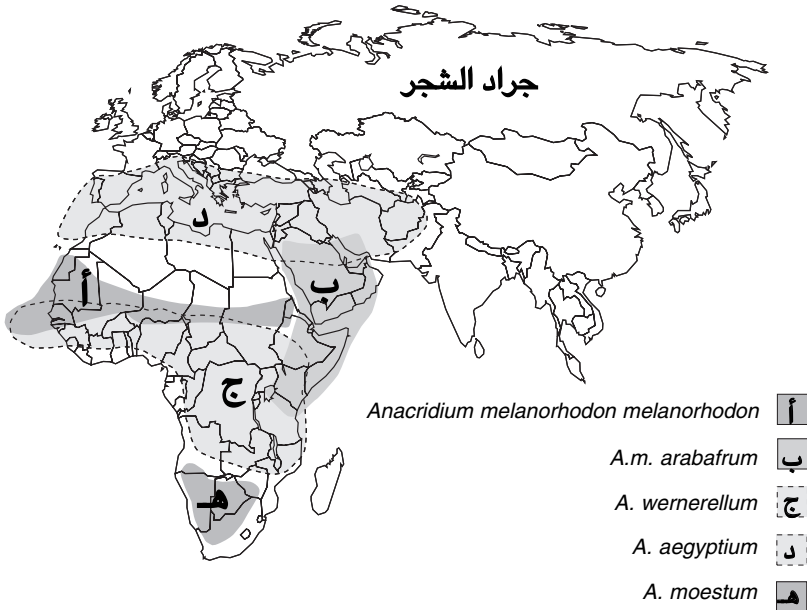 جراد الشجر
د
أ
ب
ج
هـ
Anacridium melanorhodon melanorhodon أ
A.m. arabafrum ب
A. wernerellum ج
A. aegyptium د
A. moestum هـ